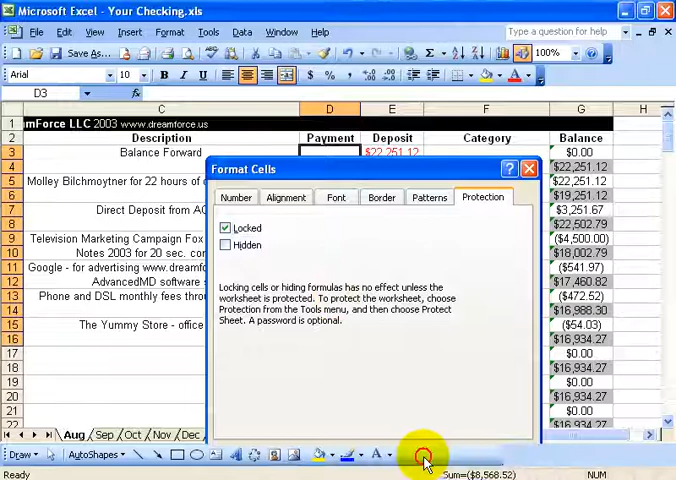 Microsoft Excel - Your Checking.xls
File Edit View Insert Format Tools Data Window Help
Type a question for help
Save As... 100%
Arial 10 B I U $ %
D3 fx
C D E F G H
1 mForce LLC 2003 www.dreamforce.us
2 Description Payment Deposit Category Balance
3 Balance Forward $22,251.12 $0.00
4 $22,251.12
5 Molley Bilchmoytner for 22 hours of $22,251.12
6 $19,251.12
7 Direct Deposit from AC $3,251.67
8 $22,502.79
9 Television Marketing Campaign Fox ($4,500.00)
10 Notes 2003 for 20 sec. con $18,002.79
11 Google - for advertising www.dreamfo ($541.97)
12 AdvancedMD software $17,460.82
13 Phone and DSL monthly fees throu ($472.52)
14 $16,988.30
15 The Yummy Store - office ($54.03)
16 $16,934.27
17 $0.00
18 $16,934.27
19 $0.00
20 $16,934.27
21 $0.00
22 $16,934.27
Format Cells
Number Alignment Font Border Patterns Protection
Locked
Hidden
Locking cells or hiding formulas has no effect unless the
worksheet is protected. To protect the worksheet, choose
Protection from the Tools menu, and then choose Protect
Sheet. A password is optional.
Aug Sep Oct Nov Dec
Draw AutoShapes A
Ready Sum=($8,568.52) NUM